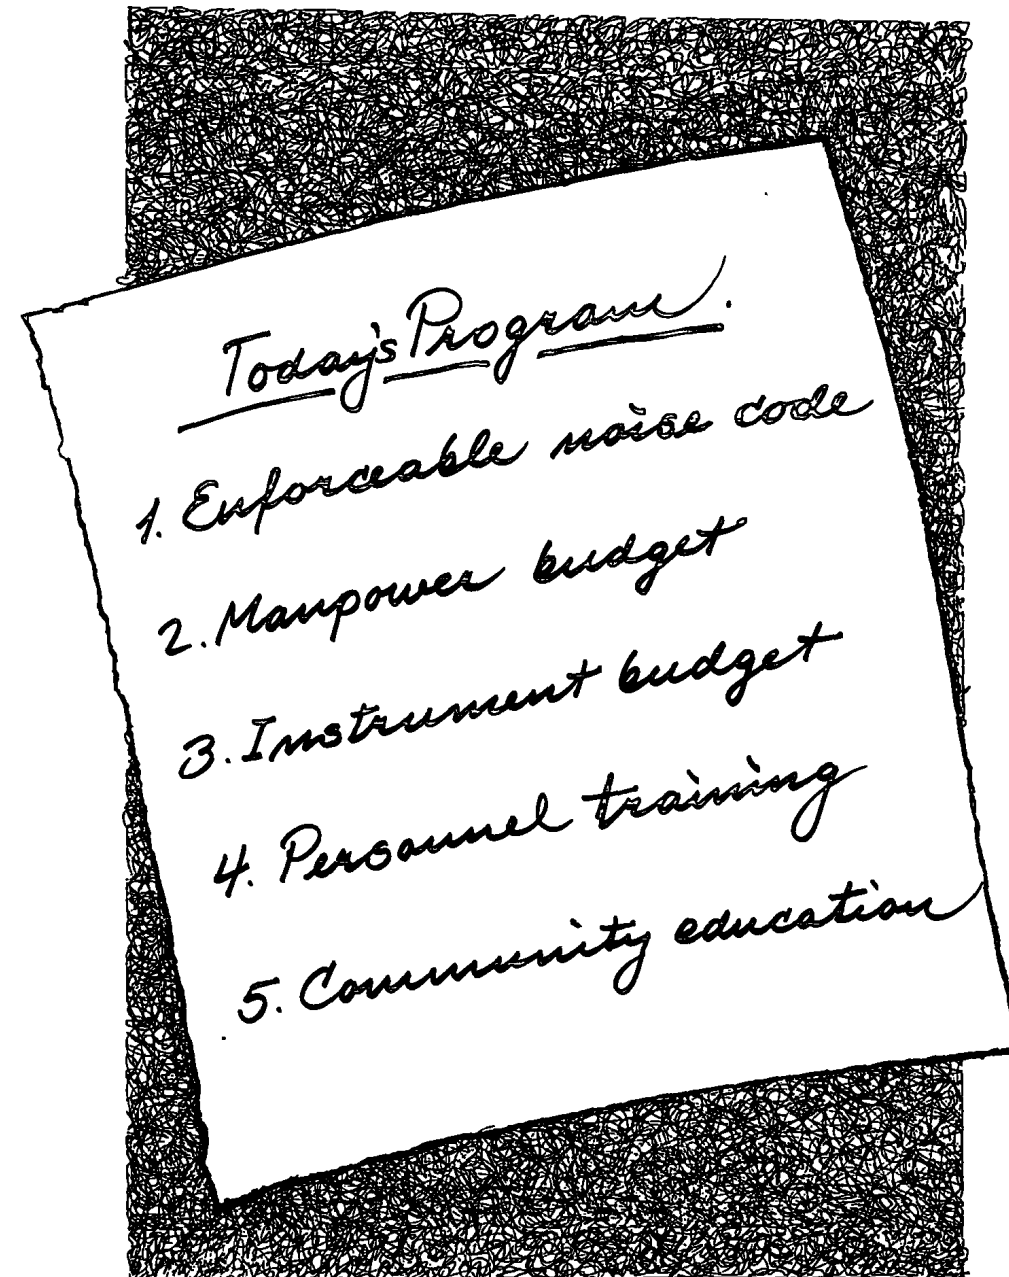 Today's Program.
1. Enforceable noise code
2. Manpower budget
3. Instrument budget
4. Personnel training
5. Community education